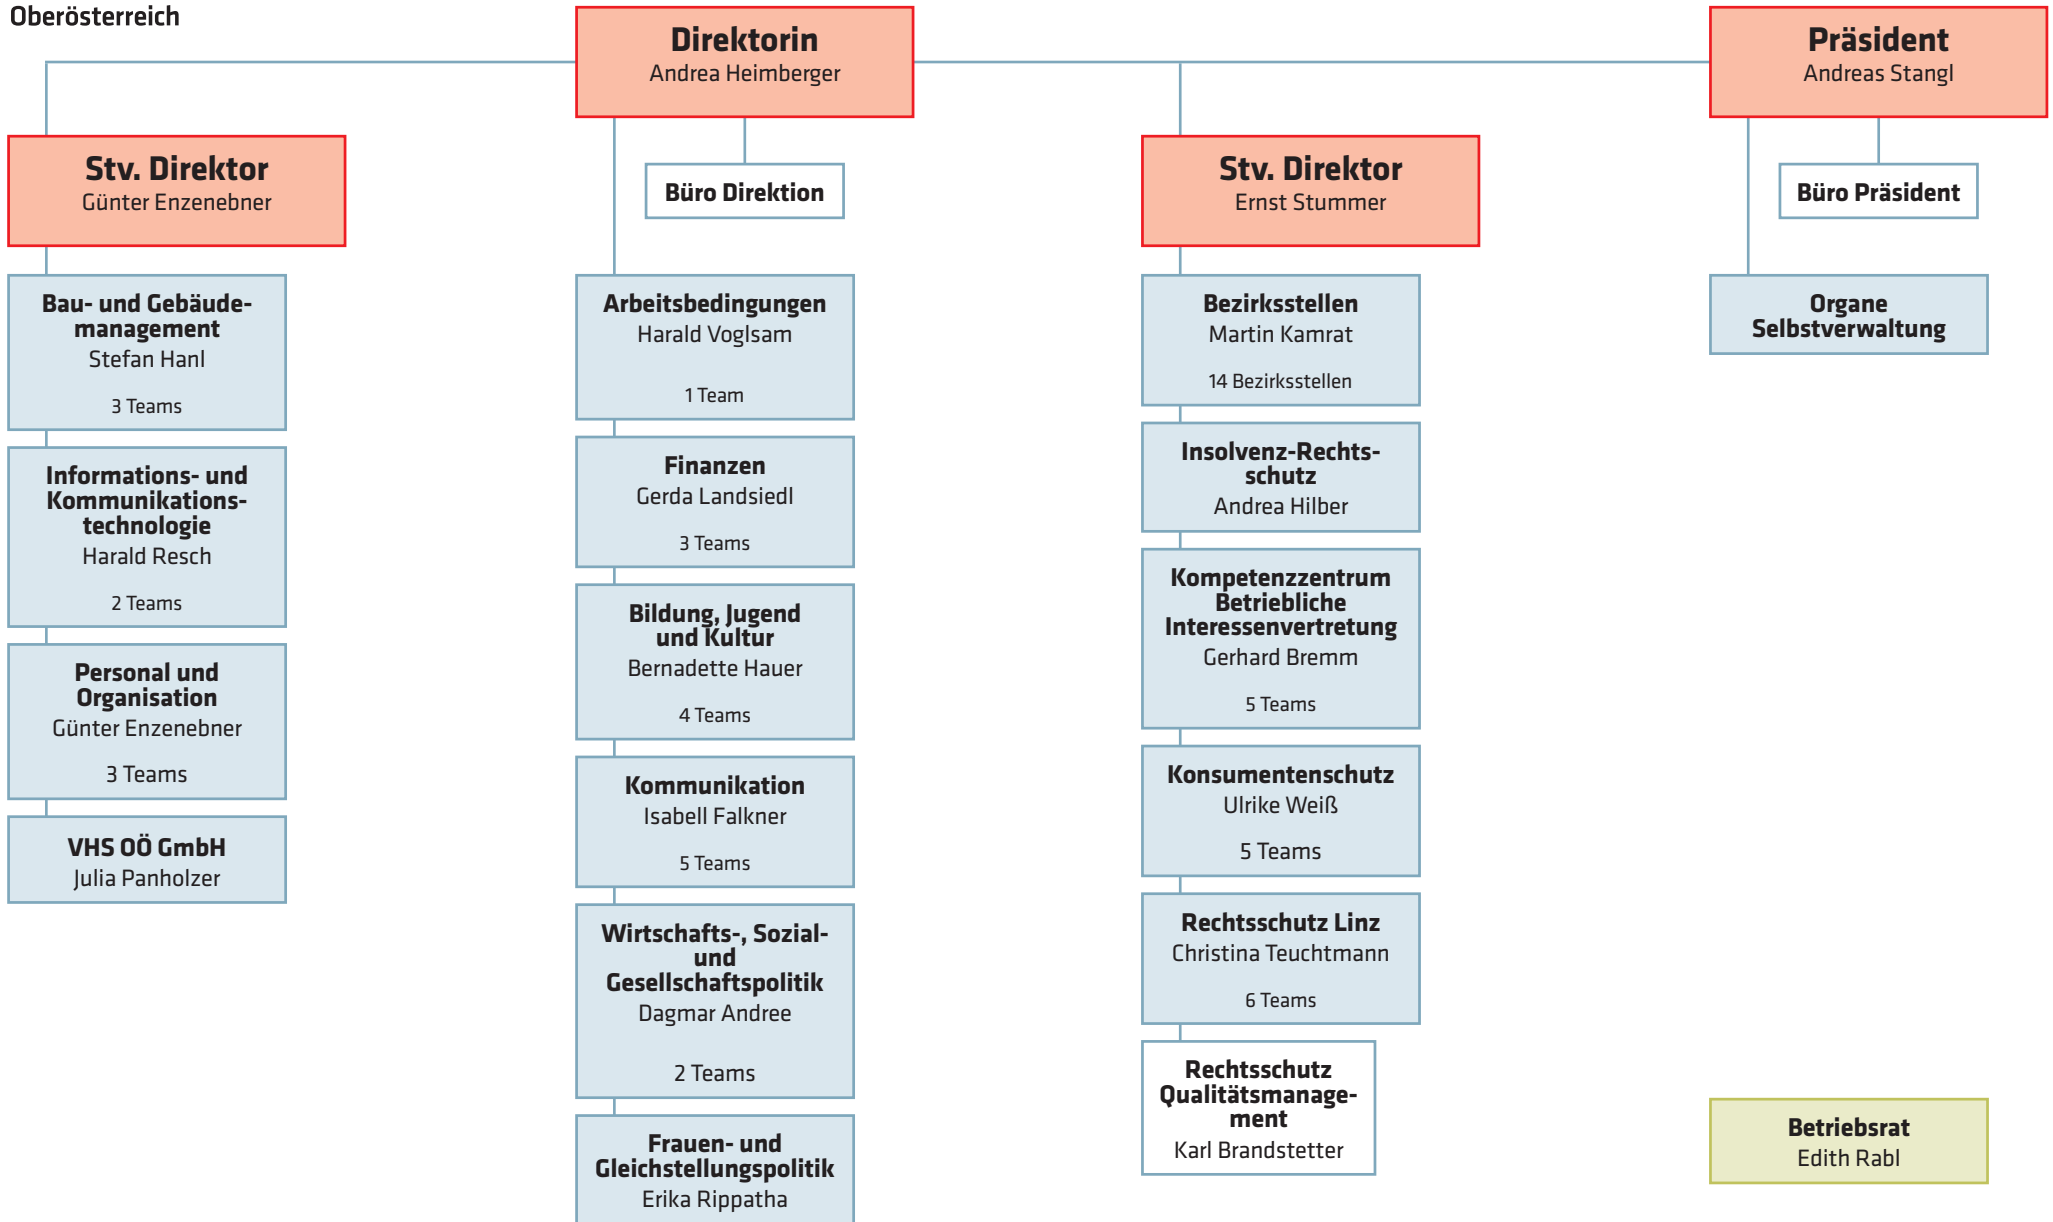 Oberösterreich
Direktorin
Andrea Heimberger
Präsident
Andreas Stangl
Stv. Direktor
Günter Enzenebner
Büro Direktion
Stv. Direktor
Ernst Stummer
Büro Präsident
Bau- und Gebäude-
management
Stefan Hanl
3 Teams
Informations- und
Kommunikations-
technologie
Harald Resch
2 Teams
Personal und
Organisation
Günter Enzenebner
3 Teams
VHS OÖ GmbH
Julia Panholzer
Arbeitsbedingungen
Harald Voglsam
1 Team
Finanzen
Gerda Landsiedl
3 Teams
Bildung, Jugend
und Kultur
Bernadette Hauer
4 Teams
Kommunikation
Isabell Falkner
5 Teams
Wirtschafts-, Sozial-
und
Gesellschaftspolitik
Dagmar Andree
2 Teams
Frauen- und
Gleichstellungspolitik
Erika Rippatha
Bezirksstellen
Martin Kamrat
14 Bezirksstellen
Insolvenz-Rechts-
schutz
Andrea Hilber
Kompetenzzentrum
Betriebliche
Interessenvertretung
Gerhard Bremm
5 Teams
Konsumentenschutz
Ulrike Weiß
5 Teams
Rechtsschutz Linz
Christina Teuchtmann
6 Teams
Rechtsschutz
Qualitätsmanage-
ment
Karl Brandstetter
Organe
Selbstverwaltung
Betriebsrat
Edith Rabl